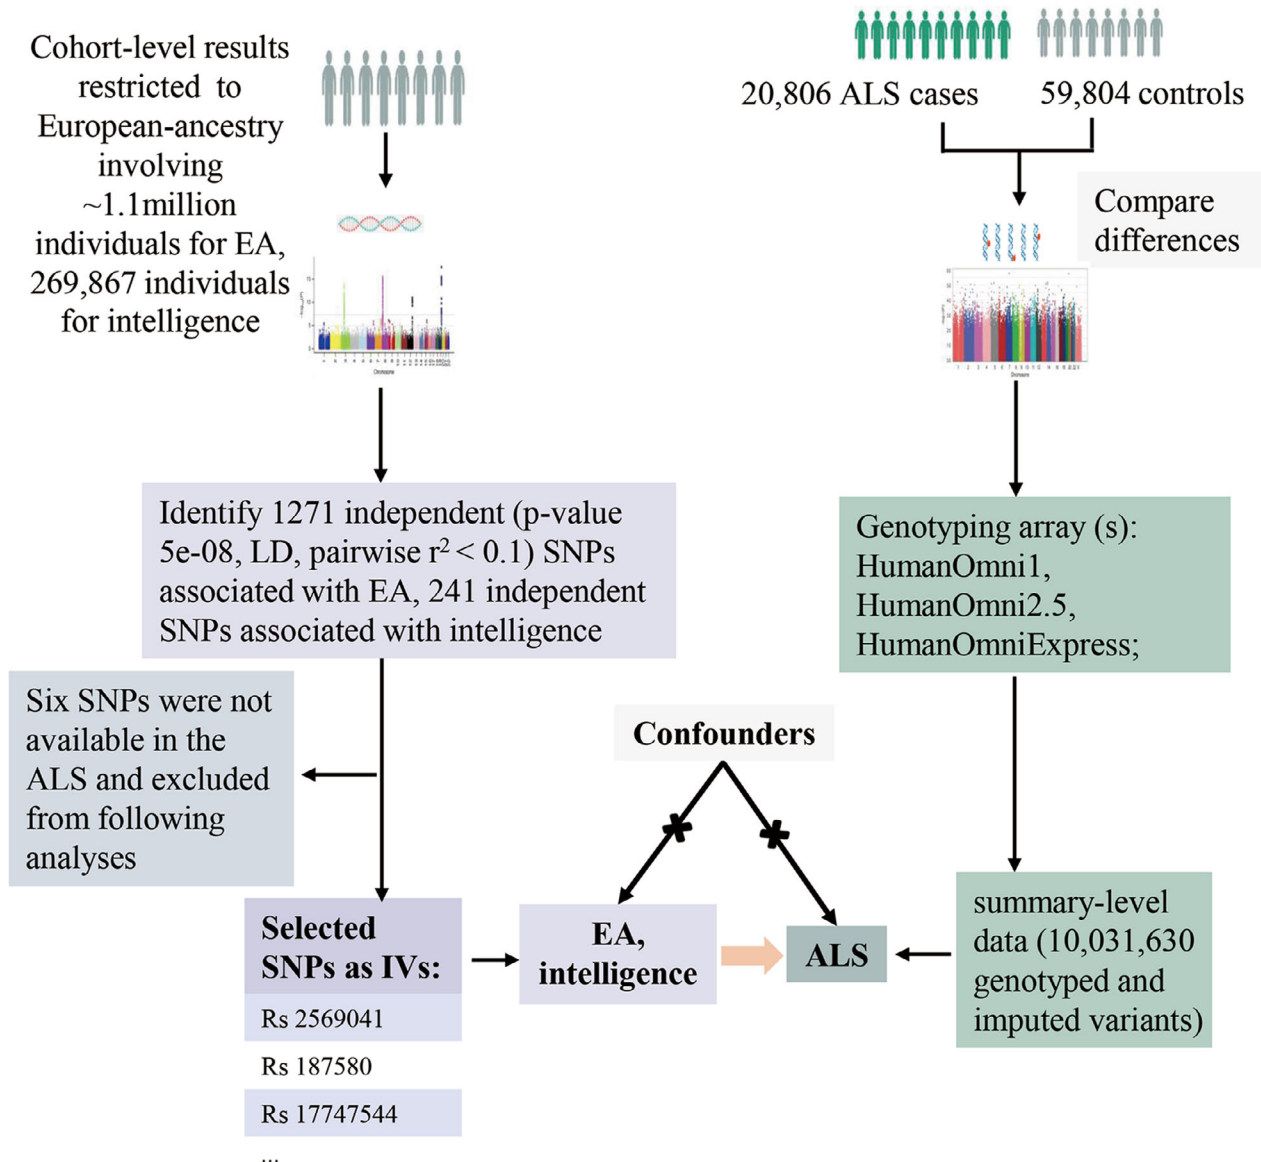 Cohort-level results
restricted to
European-ancestry
involving
~1.1million
individuals for EA,
269,867 individuals
for intelligence
20,806 ALS cases
59,804 controls
Compare
differences
Chromosome
Chromosome
Identify 1271 independent (p-value
5e-08, LD, pairwise r² < 0.1) SNPs
associated with EA, 241 independent
SNPs associated with intelligence
Genotyping array (s):
HumanOmni1,
HumanOmni2.5,
HumanOmniExpress;
Six SNPs were not
available in the
ALS and excluded
from following
analyses
Confounders
Selected
SNPs as IVs:
Rs 2569041
Rs 187580
Rs 17747544
...
EA,
intelligence
ALS
summary-level
data (10,031,630
genotyped and
imputed variants)